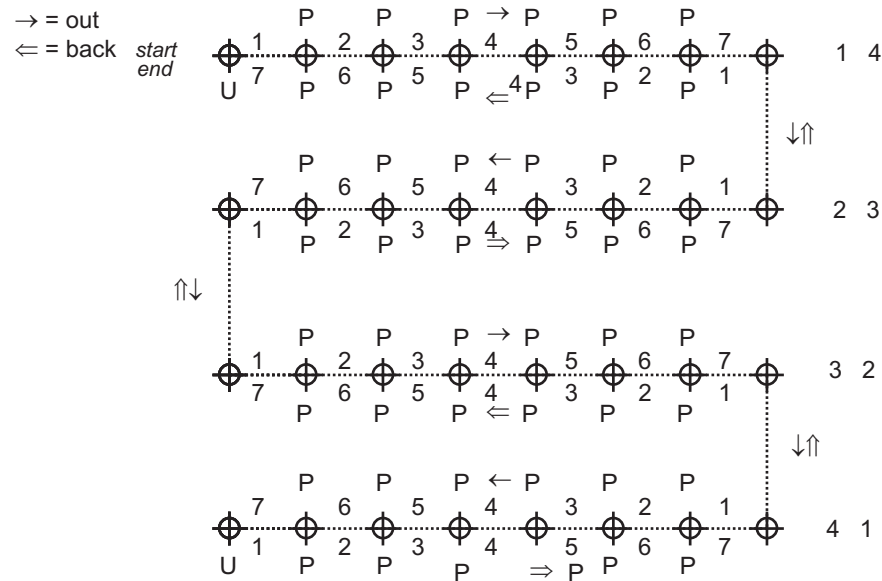 → = out P P P → P P P
⇐ = back start 1 2 3 4 5 6 7 1 4
end 7 6 5 4 3 2 1
U P P P ⇐ P P P
↓⇑
P P P ← P P P
7 6 5 4 3 2 1 2 3
1 2 3 4 5 6 7
P P P ⇒ P P P
⇑↓
P P P → P P P
1 2 3 4 5 6 7 3 2
7 6 5 4 3 2 1
P P P ⇐ P P P
↓⇑
P P P ← P P P
7 6 5 4 3 2 1 4 1
1 2 3 4 5 6 7
U P P P ⇒ P P P